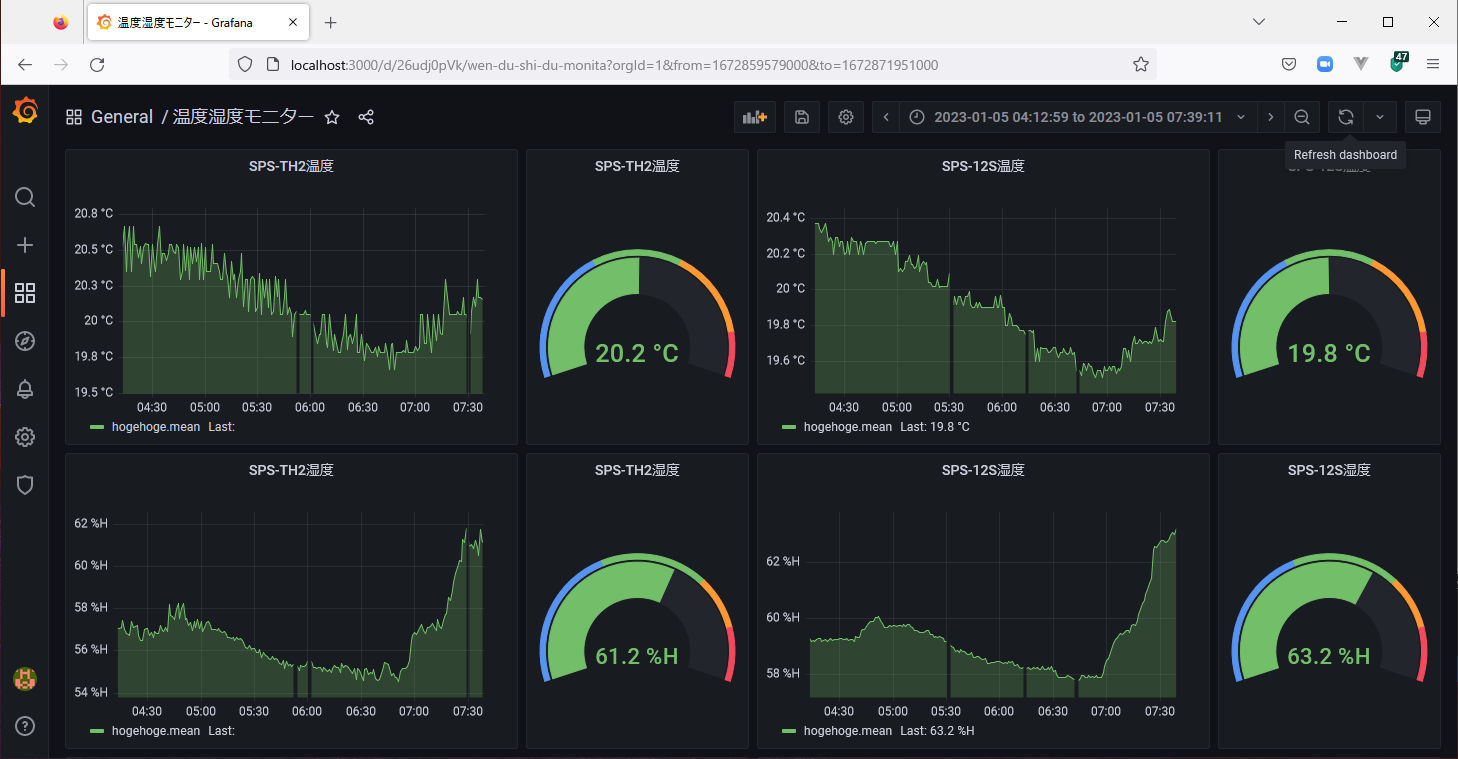 温度湿度モニター - Grafana
localhost:3000/d/26udj0pVk/wen-du-shi-du-monita?orgId=1&from=1672859579000&to=1672871951000
47
General / 温度湿度モニター
2023-01-05 04:12:59 to 2023-01-05 07:39:11
Refresh dashboard
SPS-TH2温度
20.8 °C
20.5 °C
20.3 °C
20 °C
19.8 °C
19.5 °C
04:30 05:00 05:30 06:00 06:30 07:00 07:30
hogehoge.mean Last:
SPS-TH2温度
20.2 °C
SPS-12S温度
20.4 °C
20.2 °C
20 °C
19.8 °C
19.6 °C
04:30 05:00 05:30 06:00 06:30 07:00 07:30
hogehoge.mean Last: 19.8 °C
SPS-12S温度
19.8 °C
SPS-TH2湿度
62 %H
60 %H
58 %H
56 %H
54 %H
04:30 05:00 05:30 06:00 06:30 07:00 07:30
hogehoge.mean Last:
SPS-TH2湿度
61.2 %H
SPS-12S湿度
62 %H
60 %H
58 %H
04:30 05:00 05:30 06:00 06:30 07:00 07:30
hogehoge.mean Last: 63.2 %H
SPS-12S湿度
63.2 %H